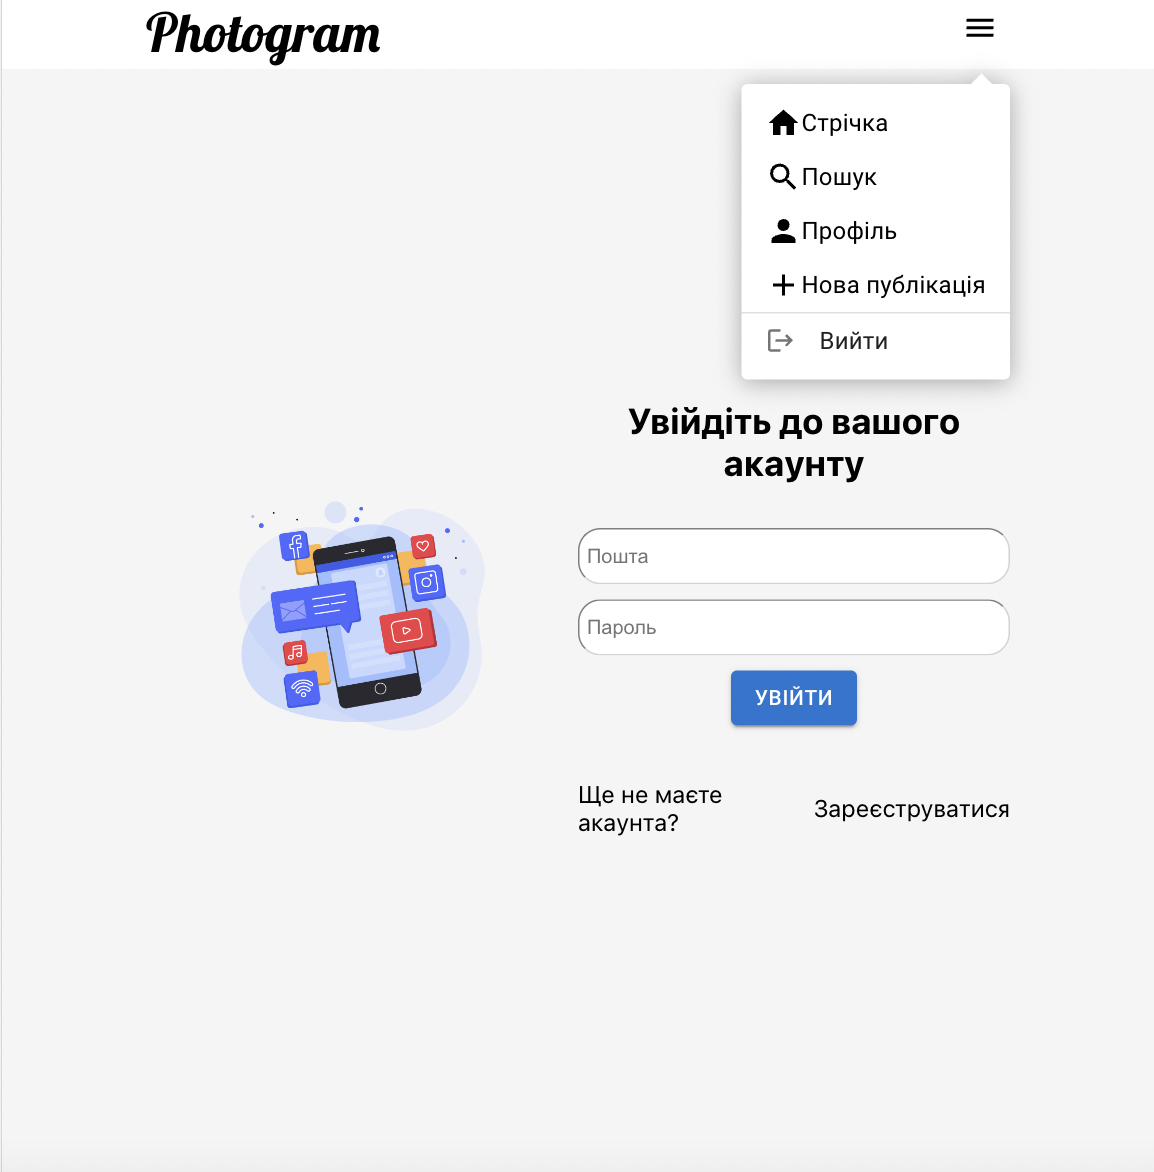 Photogram
Стрічка
Пошук
Профіль
Нова публікація
Вийти
Увійдіть до вашого
акаунту
Пошта
Пароль
УВІЙТИ
Ще не маєте
акаунта?
Зареєструватися